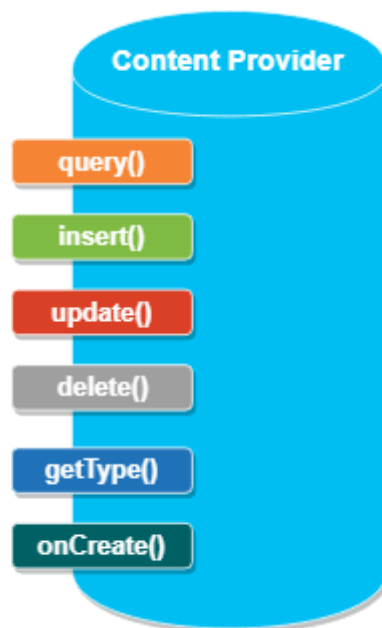 Content Provider
query()
insert()
update()
delete()
getType()
onCreate()